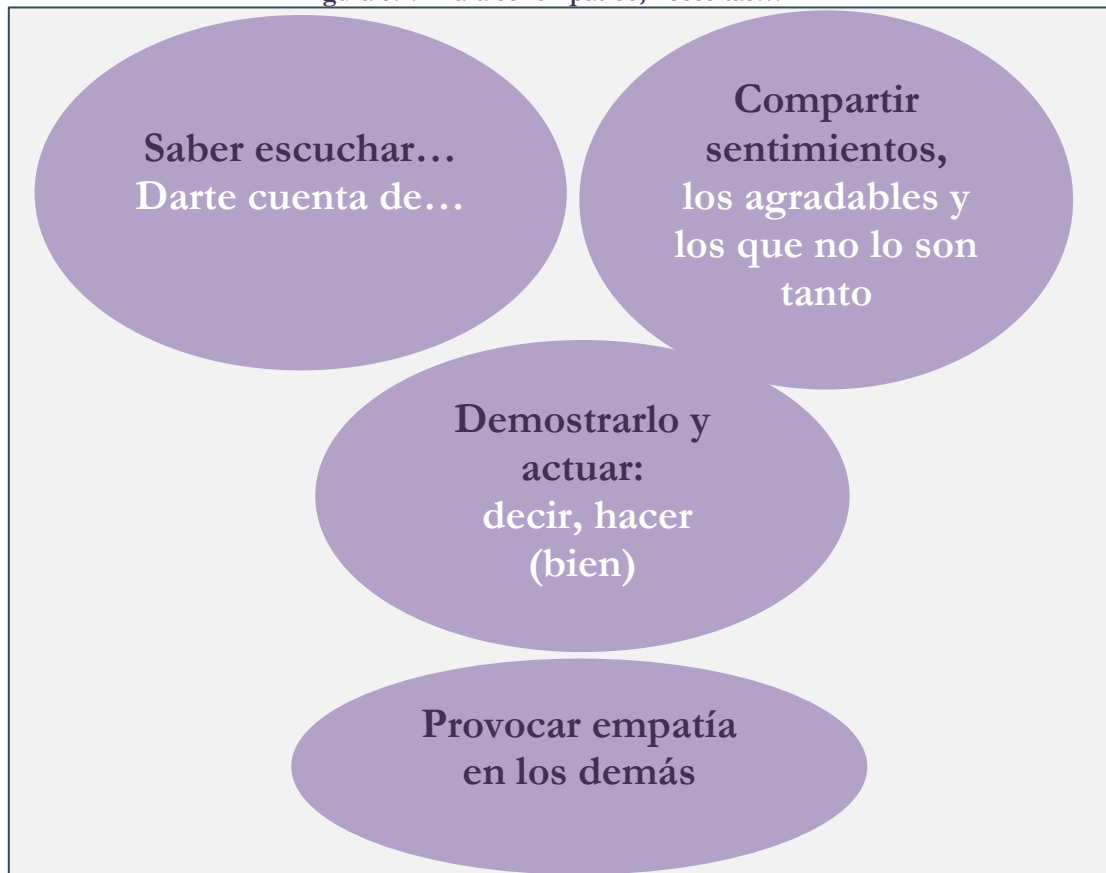 Saber escuchar…
Darte cuenta de…
Compartir
sentimientos,
los agradables y
los que no lo son
tanto
Demostrarlo y
actuar:
decir, hacer
(bien)
Provocar empatía
en los demás